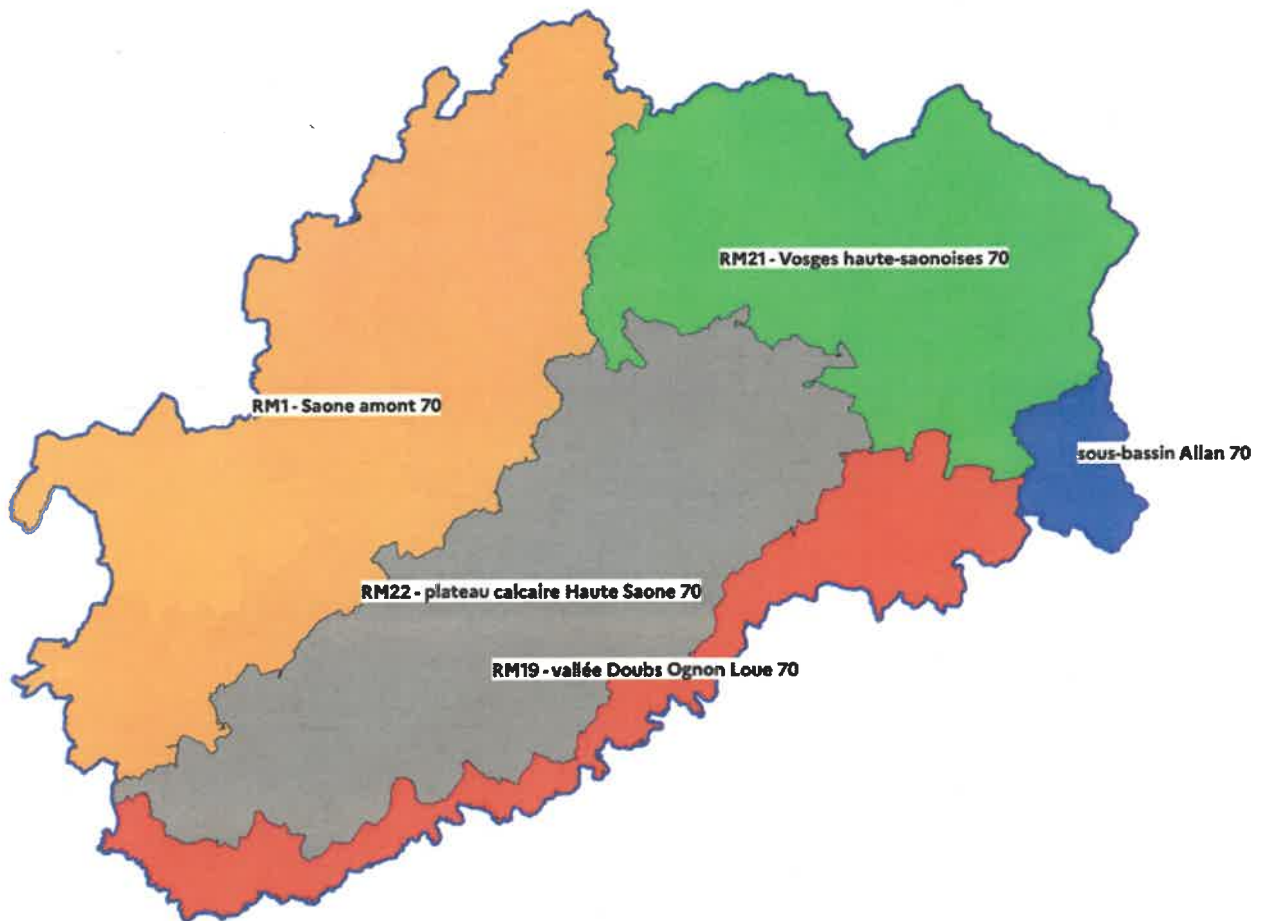 RM21 - Vosges haute-saonoises 70
RM1 - Saone amont 70
sous-bassin Allan 70
RM22 - plateau calcaire Haute Saone 70
RM19 - vallée Doubs Ognon Loue 70